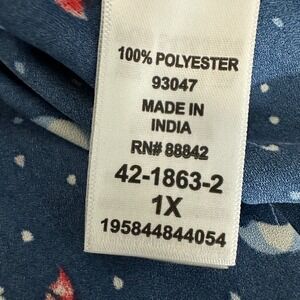 100% POLYESTER
93047
MADE IN
INDIA
RN# 88842
42-1863-2
1X
195844844054